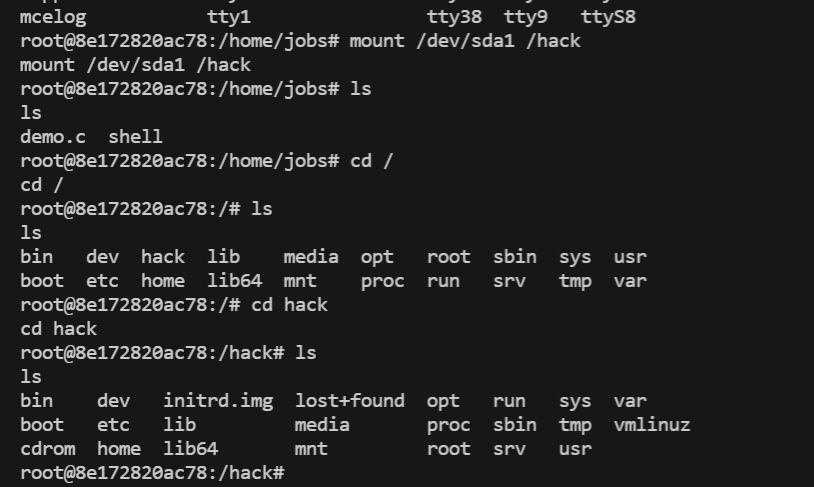 mcelog tty1 tty38 tty9 ttyS8
root@8e172820ac78:/home/jobs# mount /dev/sda1 /hack
mount /dev/sda1 /hack
root@8e172820ac78:/home/jobs# ls
ls
demo.c shell
root@8e172820ac78:/home/jobs# cd /
cd /
root@8e172820ac78:/# ls
ls
bin dev hack lib media opt root sbin sys usr
boot etc home lib64 mnt proc run srv tmp var
root@8e172820ac78:/# cd hack
cd hack
root@8e172820ac78:/hack# ls
ls
bin dev initrd.img lost+found opt run sys var
boot etc lib media proc sbin tmp vmlinuz
cdrom home lib64 mnt root srv usr
root@8e172820ac78:/hack#